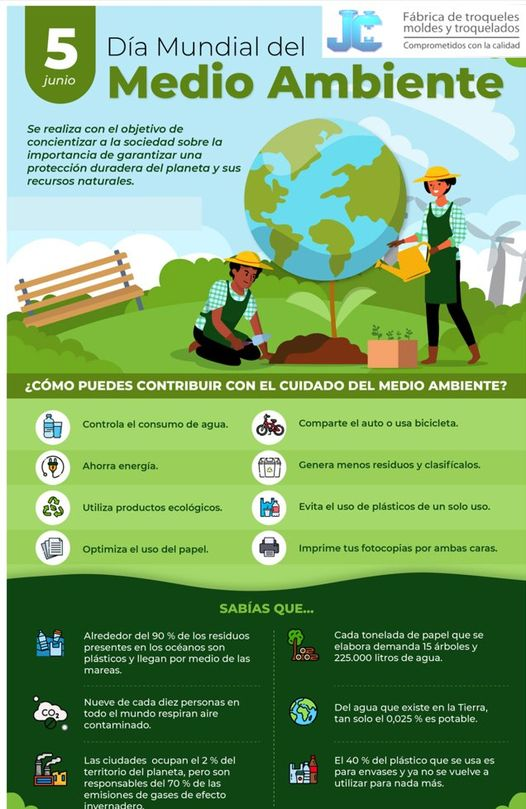 5
junio
Día Mundial del
Medio Ambiente
JC
Fábrica de troqueles
moldes y troquelados
Comprometidos con la calidad
Se realiza con el objetivo de
concientizar a la sociedad sobre la
importancia de garantizar una
protección duradera del planeta y sus
recursos naturales.
¿CÓMO PUEDES CONTRIBUIR CON EL CUIDADO DEL MEDIO AMBIENTE?
Controla el consumo de agua.
Comparte el auto o usa bicicleta.
Ahorra energía.
Genera menos residuos y clasifícalos.
Utiliza productos ecológicos.
Evita el uso de plásticos de un solo uso.
Optimiza el uso del papel.
Imprime tus fotocopias por ambas caras.
SABÍAS QUE...
Alrededor del 90 % de los residuos
presentes en los océanos son
plásticos y llegan por medio de las
mareas.
Cada tonelada de papel que se
elabora demanda 15 árboles y
225.000 litros de agua.
CO2
Nueve de cada diez personas en
todo el mundo respiran aire
contaminado.
Del agua que existe en la Tierra,
tan solo el 0,025 % es potable.
Las ciudades ocupan el 2 % del
territorio del planeta, pero son
responsables del 70 % de las
emisiones de gases de efecto
invernadero.
El 40 % del plástico que se usa es
para envases y ya no se vuelve a
utilizar para nada más.